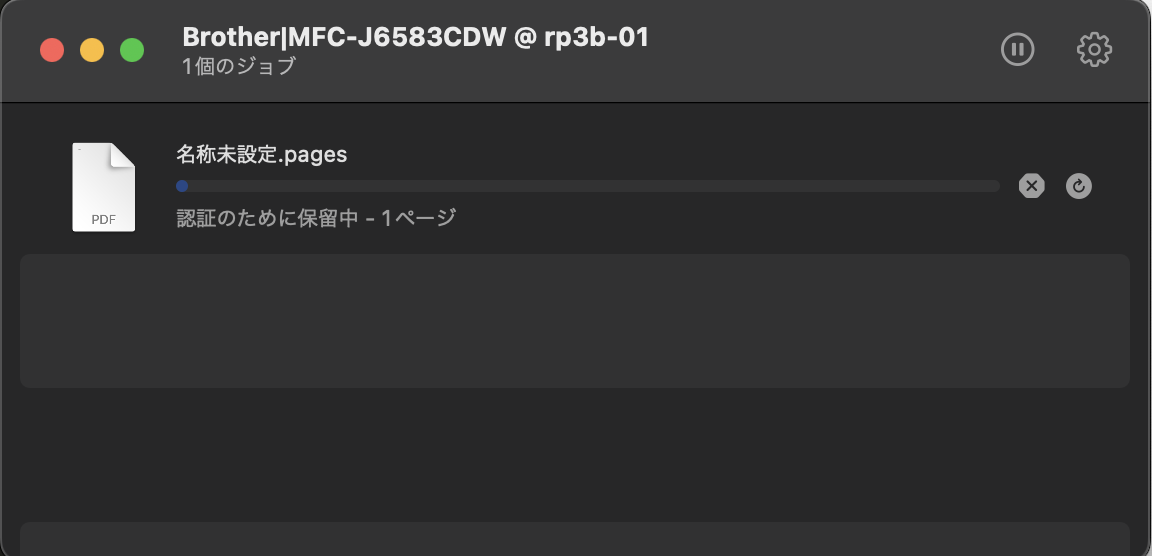 Brother|MFC-J6583CDW @ rp3b-01
1個のジョブ
名称未設定.pages
PDF
認証のために保留中 – 1ページ